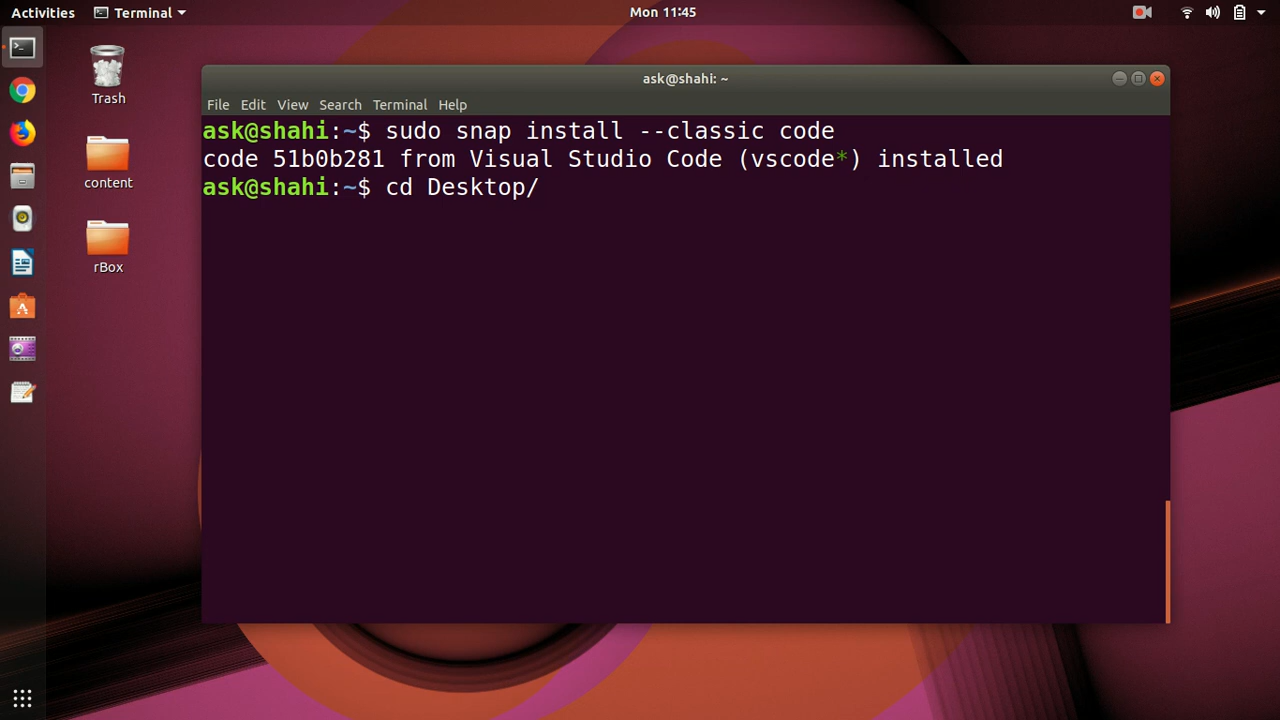 Activities Terminal Mon 11:45
Trash
content
rBox
ask@shahi: ~
File Edit View Search Terminal Help
ask@shahi:~$ sudo snap install --classic code
code 51b0b281 from Visual Studio Code (vscode*) installed
ask@shahi:~$ cd Desktop/